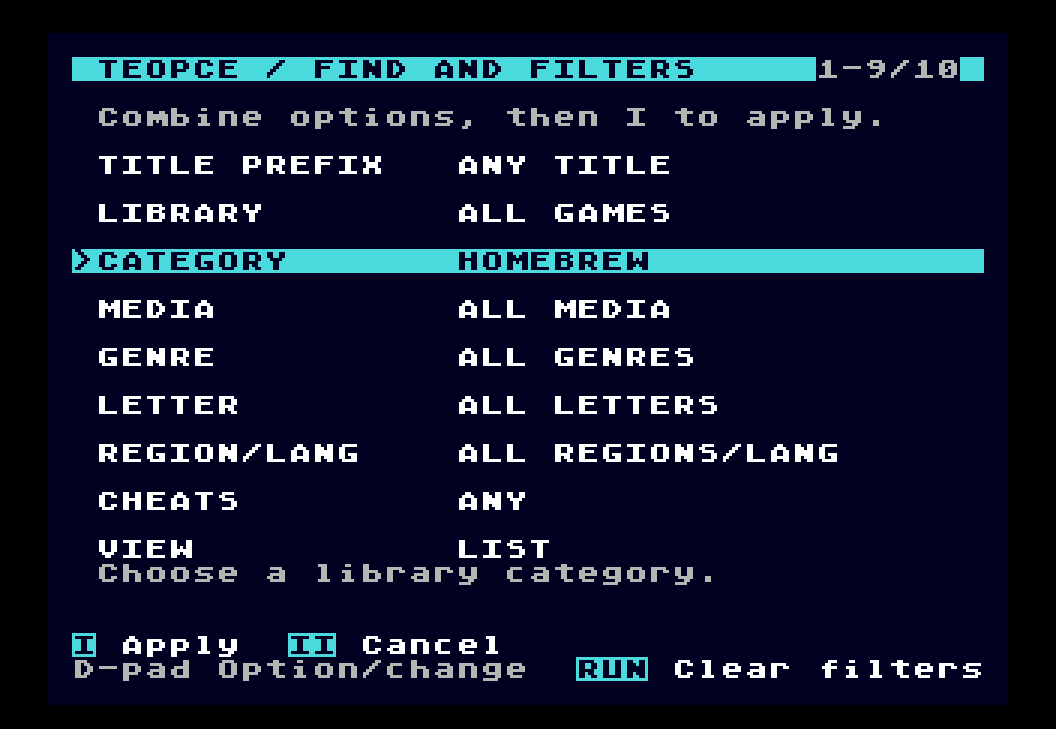 TEOPCE / FIND AND FILTERS 1-9/10
Combine options, then I to apply.
TITLE PREFIX ANY TITLE
LIBRARY ALL GAMES
>CATEGORY HOMEBREW
MEDIA ALL MEDIA
GENRE ALL GENRES
LETTER ALL LETTERS
REGION/LANG ALL REGIONS/LANG
CHEATS ANY
VIEW LIST
Choose a library category.
I Apply II Cancel
D-pad Option/change RUN Clear filters